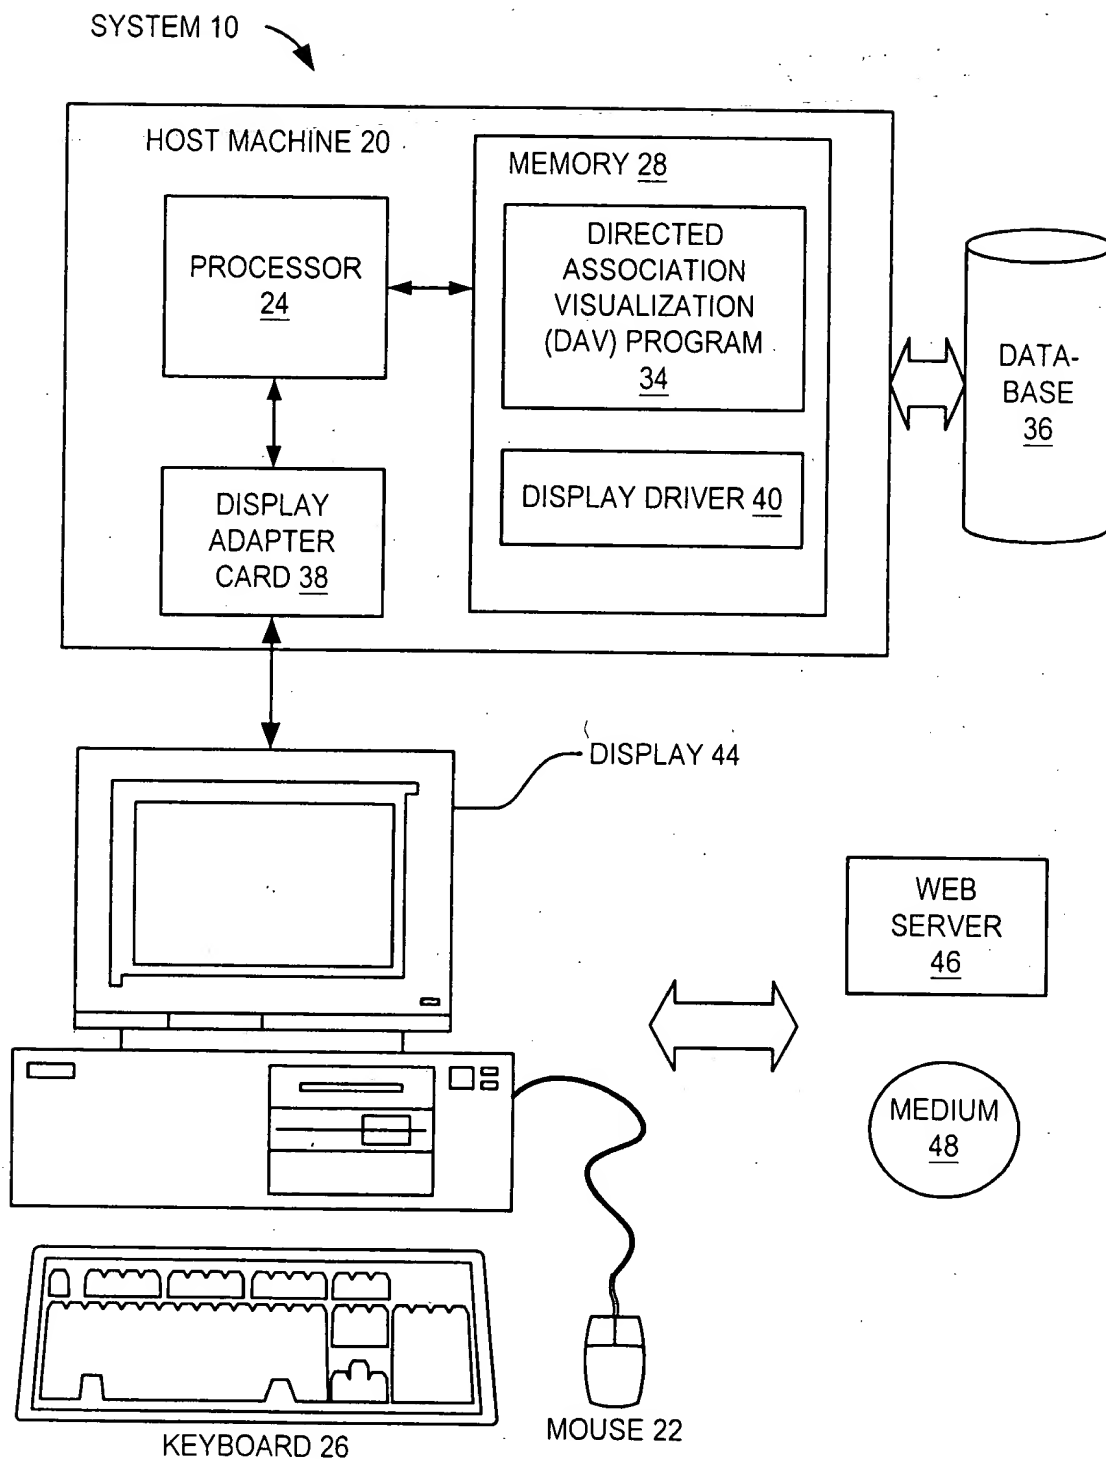 SYSTEM 10
HOST MACHINE 20
MEMORY 28
PROCESSOR
24
DIRECTED
ASSOCIATION
VISUALIZATION
(DAV) PROGRAM
34
DATA-
BASE
36
DISPLAY DRIVER 40
DISPLAY
ADAPTER
CARD 38
DISPLAY 44
WEB
SERVER
46
MEDIUM
48
MOUSE 22
KEYBOARD 26